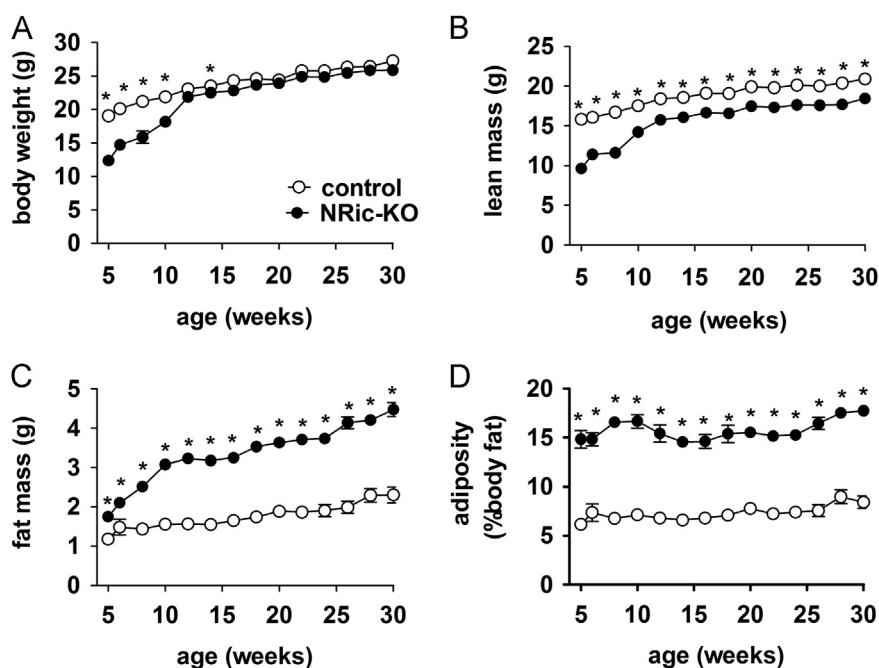 A
body weight (g)
30
25
20
15
10
5
0
* * * * *
control
NRic-KO
5 10 15 20 25 30
age (weeks)
B
lean mass (g)
25
20
15
10
5
0
* * * * * * * * * * * * * *
5 10 15 20 25 30
age (weeks)
C
fat mass (g)
5
4
3
2
1
0
* * * * * * * * * * * * * *
5 10 15 20 25 30
age (weeks)
D
adiposity
(%body fat)
20
15
10
5
0
* * * * * * * * * * * * * *
5 10 15 20 25 30
age (weeks)